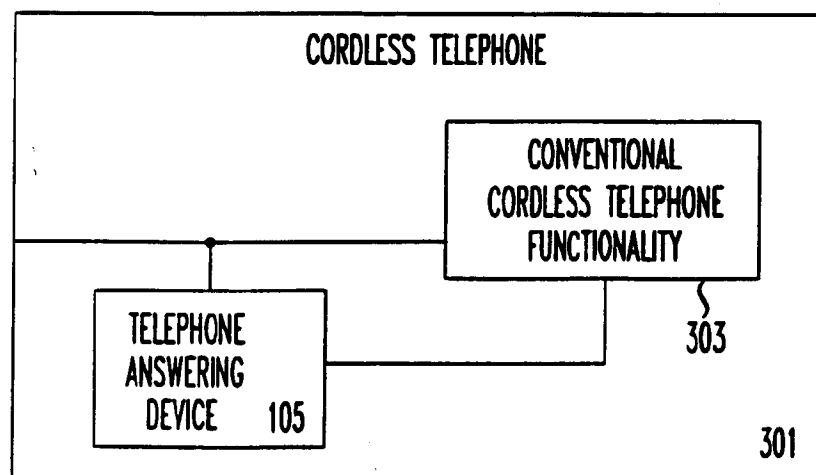 CORDLESS TELEPHONE
CONVENTIONAL
CORDLESS TELEPHONE
FUNCTIONALITY
303
TELEPHONE
ANSWERING
DEVICE 105
301